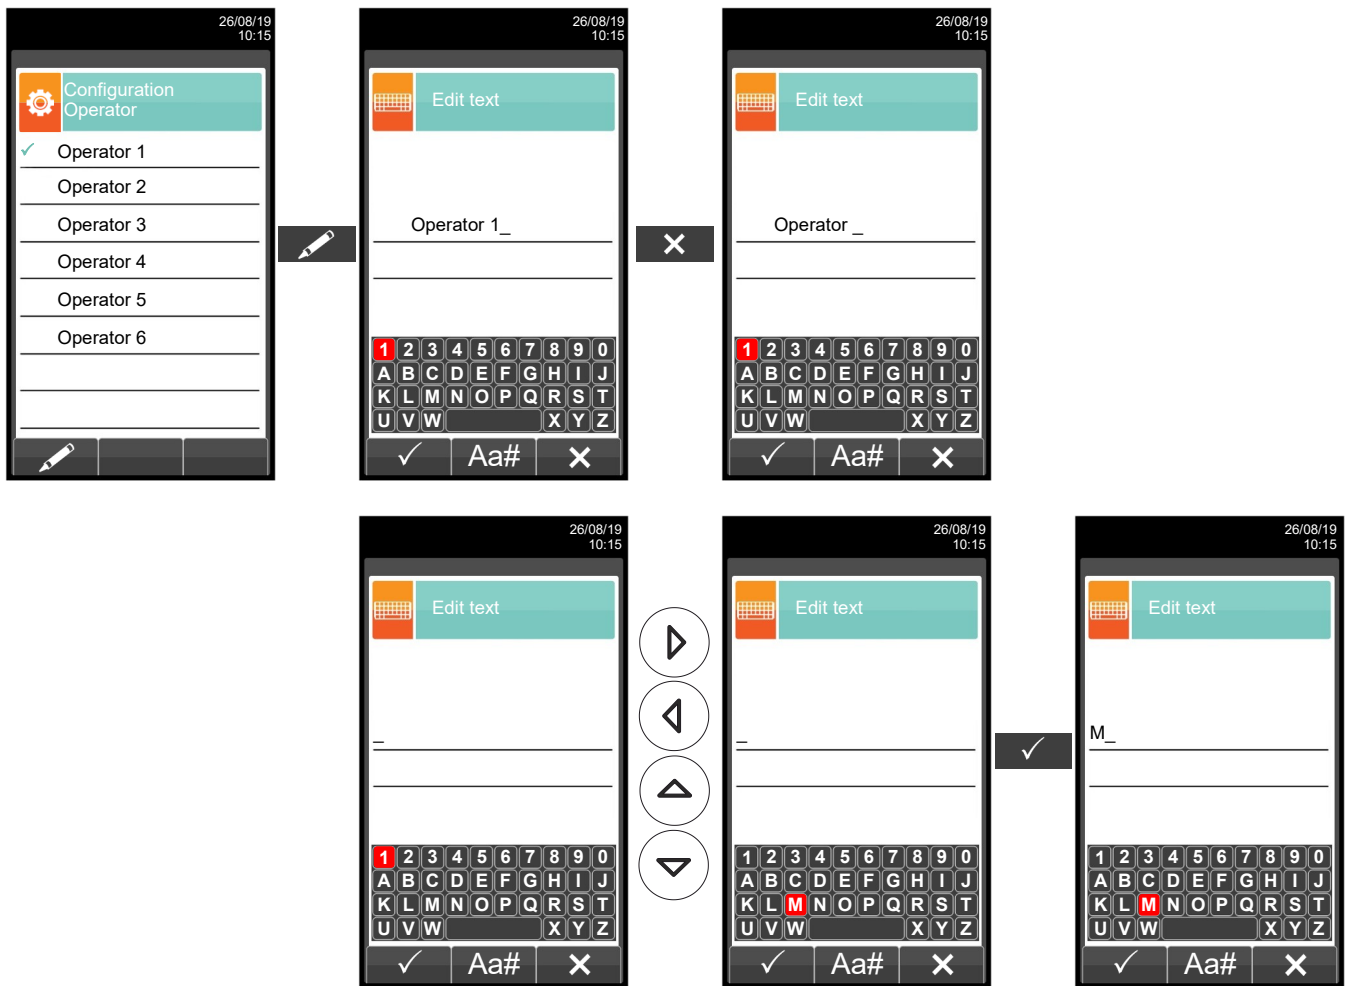 26/08/19
10:15
Configuration
Operator
✓ Operator 1
Operator 2
Operator 3
Operator 4
Operator 5
Operator 6
26/08/19
10:15
Edit text
Operator 1_
1 2 3 4 5 6 7 8 9 0
A B C D E F G H I J
K L M N O P Q R S T
U V W X Y Z
✓ Aa# ✕
✕
26/08/19
10:15
Edit text
Operator _
1 2 3 4 5 6 7 8 9 0
A B C D E F G H I J
K L M N O P Q R S T
U V W X Y Z
✓ Aa# ✕
26/08/19
10:15
Edit text
_
1 2 3 4 5 6 7 8 9 0
A B C D E F G H I J
K L M N O P Q R S T
U V W X Y Z
✓ Aa# ✕
26/08/19
10:15
Edit text
_
1 2 3 4 5 6 7 8 9 0
A B C D E F G H I J
K L M N O P Q R S T
U V W X Y Z
✓ Aa# ✕
✓
26/08/19
10:15
Edit text
M_
1 2 3 4 5 6 7 8 9 0
A B C D E F G H I J
K L M N O P Q R S T
U V W X Y Z
✓ Aa# ✕